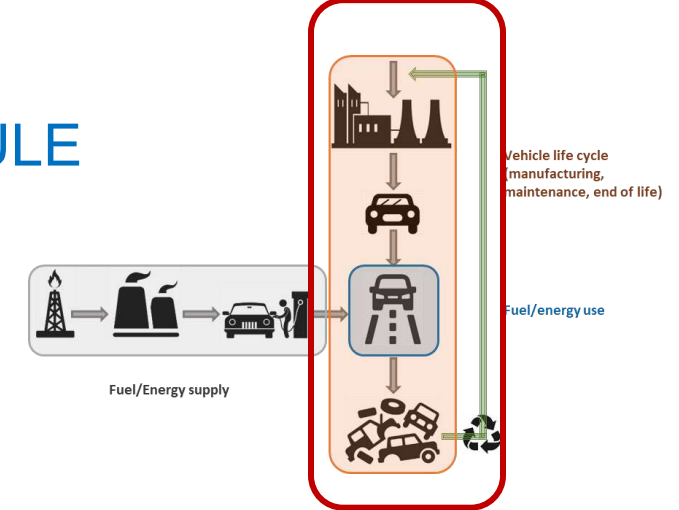 ULE
Vehicle life cycle
(manufacturing,
maintenance, end of life)
Fuel/energy use
Fuel/Energy supply